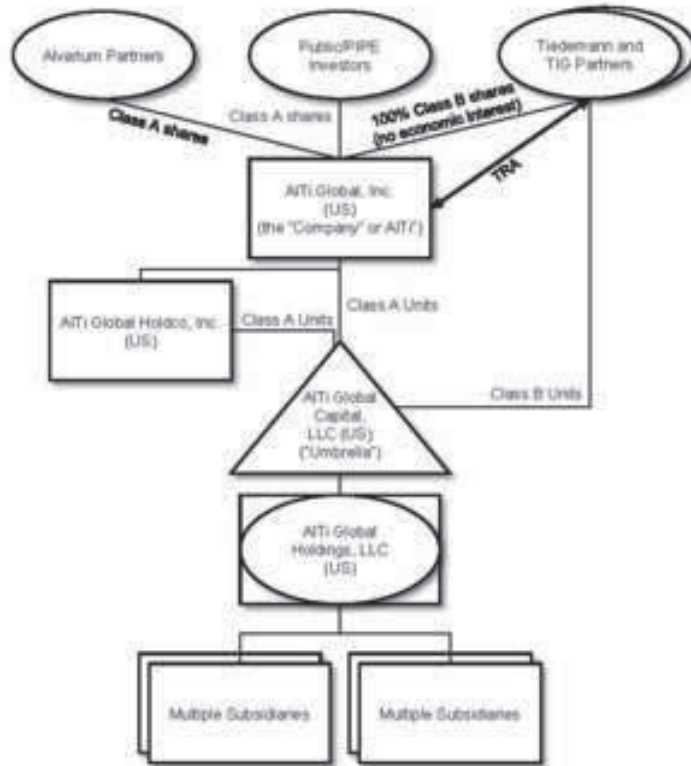 Alvarium Partners
Public/PIPE
Investors
Tiedemann and
TIG Partners
Class A shares
Class A shares
100% Class B shares
(no economic interest)
TRA
AlTi Global, Inc.
(US)
(the "Company" or AlTi")
AlTi Global Holdco, Inc.
(US)
Class A Units
Class A Units
AlTi Global
Capital,
LLC (US)
("Umbrella")
Class B Units
AlTi Global
Holdings, LLC
(US)
Multiple Subsidiaries
Multiple Subsidiaries